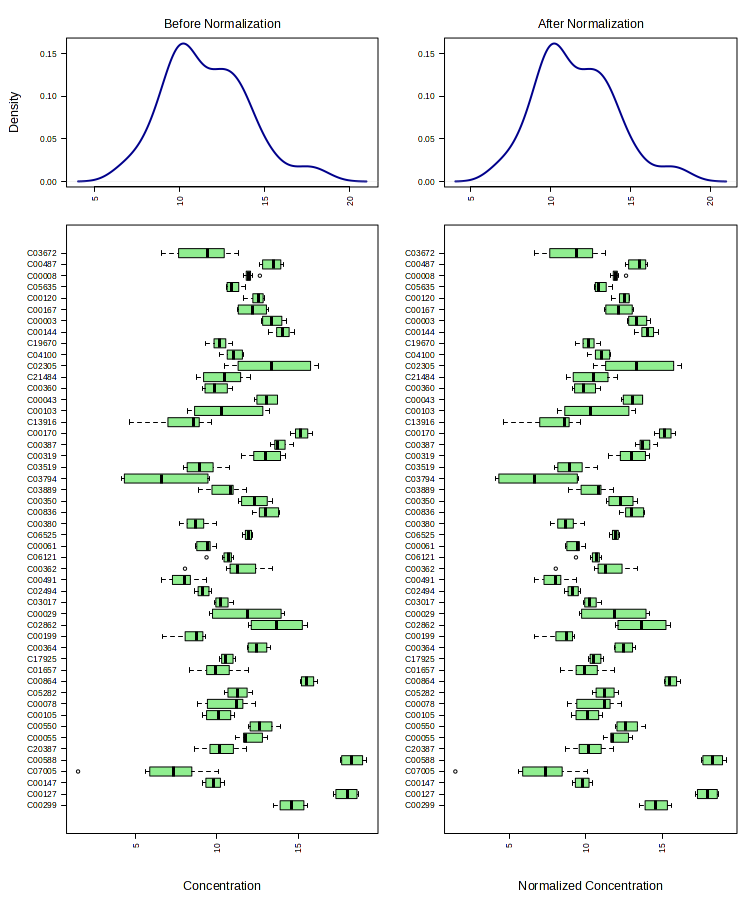 Before Normalization
After Normalization
Density
0.15
0.10
0.05
0.00
5
10
15
20
0.15
0.10
0.05
0.00
5
10
15
20
C03672
C00487
C00008
C05635
C00120
C00167
C00003
C00144
C19670
C04100
C02305
C21484
C00360
C00043
C00103
C13916
C00170
C00387
C00319
C03519
C03794
C03889
C00350
C00836
C00380
C06525
C00061
C06121
C00362
C00491
C02494
C03017
C00029
C02862
C00199
C00364
C17925
C01657
C00864
C05282
C00078
C00105
C00550
C00055
C20387
C00588
C07005
C00147
C00127
C00299
5
10
15
Concentration
C03672
C00487
C00008
C05635
C00120
C00167
C00003
C00144
C19670
C04100
C02305
C21484
C00360
C00043
C00103
C13916
C00170
C00387
C00319
C03519
C03794
C03889
C00350
C00836
C00380
C06525
C00061
C06121
C00362
C00491
C02494
C03017
C00029
C02862
C00199
C00364
C17925
C01657
C00864
C05282
C00078
C00105
C00550
C00055
C20387
C00588
C07005
C00147
C00127
C00299
5
10
15
Normalized Concentration